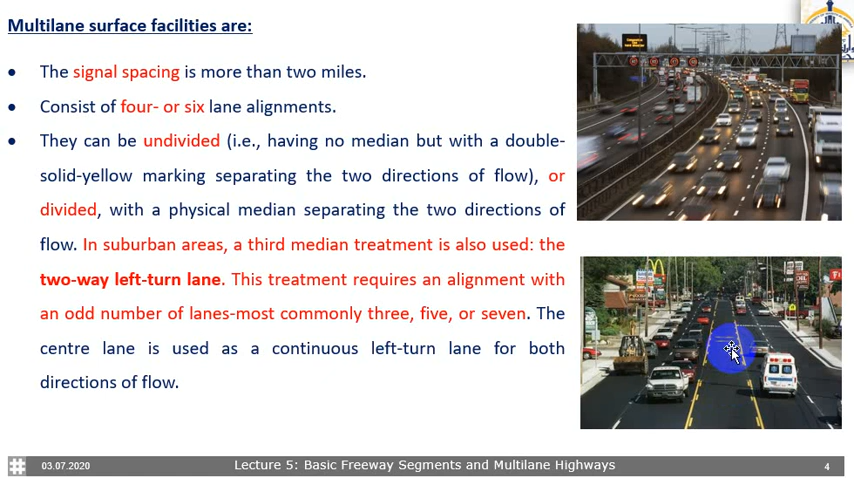 Multilane surface facilities are:
• The signal spacing is more than two miles.
• Consist of four- or six lane alignments.
• They can be undivided (i.e., having no median but with a double-
solid-yellow marking separating the two directions of flow), or
divided, with a physical median separating the two directions of
flow. In suburban areas, a third median treatment is also used: the
two-way left-turn lane. This treatment requires an alignment with
an odd number of lanes-most commonly three, five, or seven. The
centre lane is used as a continuous left-turn lane for both
directions of flow.
# 03.07.2020 Lecture 5: Basic Freeway Segments and Multilane Highways 4